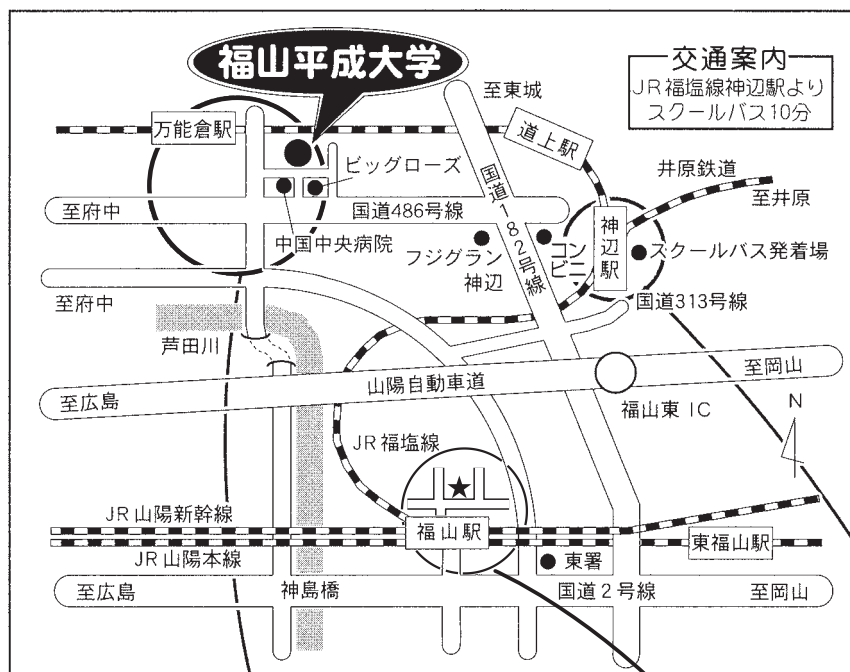 福山平成大学
交通案内
JR福塩線神辺駅より
スクールバス10分
至東城
万能倉駅
道上駅
井原鉄道
至井原
ビッグローズ
国道182号線
至府中
国道486号線
神辺駅
中国中央病院
フジグラン
神辺
コン
ビニ
スクールバス発着場
至府中
国道313号線
芦田川
山陽自動車道
至岡山
至広島
福山東 IC
N
JR福塩線
★
JR山陽新幹線
福山駅
東福山駅
JR山陽本線
東署
至広島
神島橋
国道2号線
至岡山